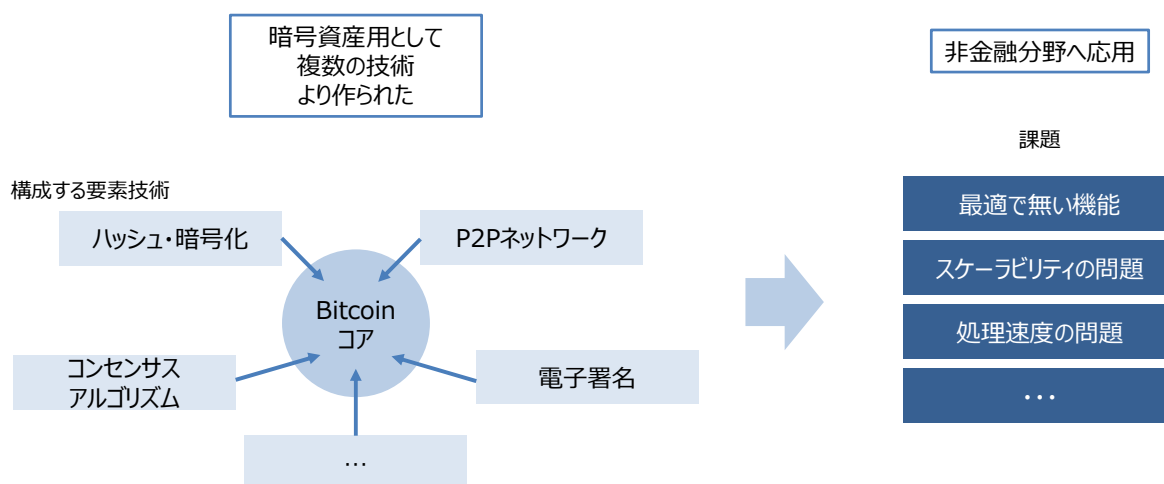 暗号資産用として
複数の技術
より作られた
非金融分野へ応用
課題
構成する要素技術
ハッシュ・暗号化
P2Pネットワーク
Bitcoin
コア
コンセンサス
アルゴリズム
電子署名
…
最適で無い機能
スケーラビリティの問題
処理速度の問題
・・・